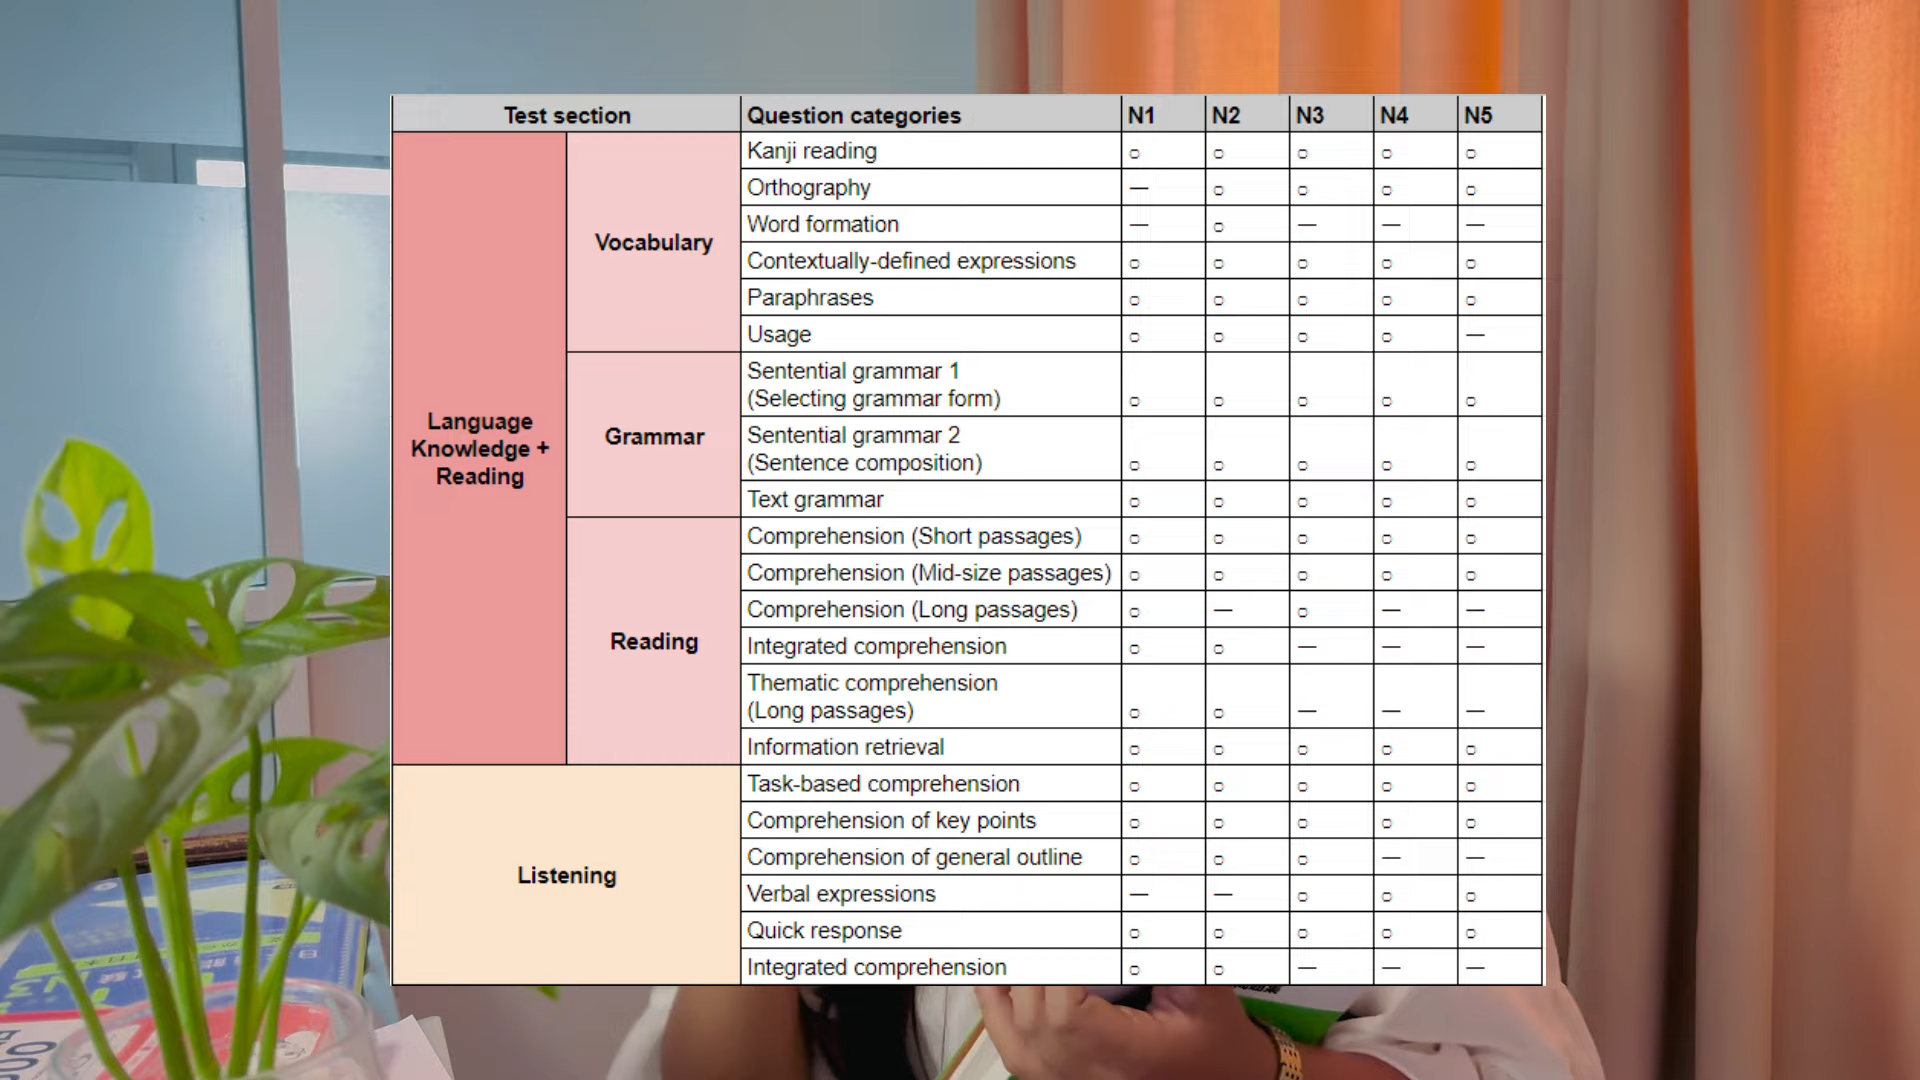 Test section Question categories N1 N2 N3 N4 N5
Language
Knowledge +
Reading
Vocabulary
Kanji reading ○ ○ ○ ○ ○
Orthography — ○ ○ ○ ○
Word formation — ○ — — —
Contextually-defined expressions ○ ○ ○ ○ ○
Paraphrases ○ ○ ○ ○ ○
Usage ○ ○ ○ ○ —
Grammar
Sentential grammar 1
(Selecting grammar form) ○ ○ ○ ○ ○
Sentential grammar 2
(Sentence composition) ○ ○ ○ ○ ○
Text grammar ○ ○ ○ ○ ○
Reading
Comprehension (Short passages) ○ ○ ○ ○ ○
Comprehension (Mid-size passages) ○ ○ ○ ○ ○
Comprehension (Long passages) ○ — ○ — —
Integrated comprehension ○ ○ — — —
Thematic comprehension
(Long passages) ○ ○ — — —
Information retrieval ○ ○ ○ ○ ○
Listening
Task-based comprehension ○ ○ ○ ○ ○
Comprehension of key points ○ ○ ○ ○ ○
Comprehension of general outline ○ ○ ○ — —
Verbal expressions — — ○ ○ ○
Quick response ○ ○ ○ ○ ○
Integrated comprehension ○ ○ — — —